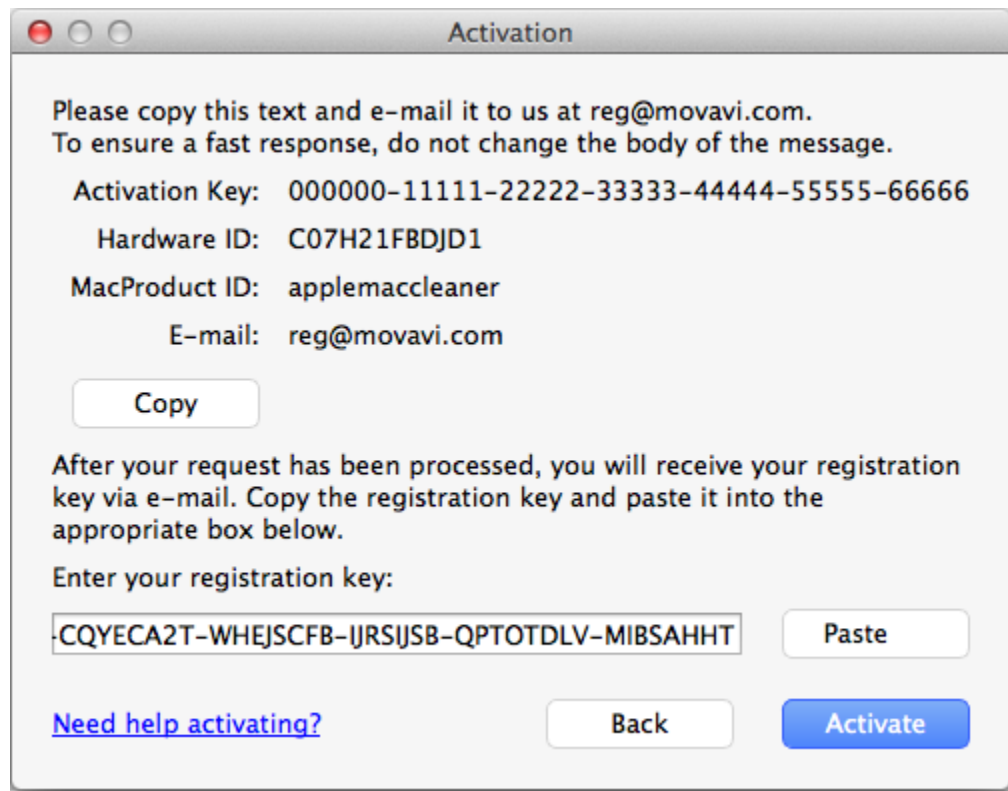 Activation
Please copy this text and e-mail it to us at reg@movavi.com.
To ensure a fast response, do not change the body of the message.
Activation Key: 000000-11111-22222-33333-44444-55555-66666
Hardware ID: C07H21FBDJD1
MacProduct ID: applemaccleaner
E-mail: reg@movavi.com
Copy
After your request has been processed, you will receive your registration
key via e-mail. Copy the registration key and paste it into the
appropriate box below.
Enter your registration key:
-CQYECA2T-WHEJSCFB-IJRSIJSB-QPTOTDLV-MIBSAHHT Paste
Need help activating? Back Activate